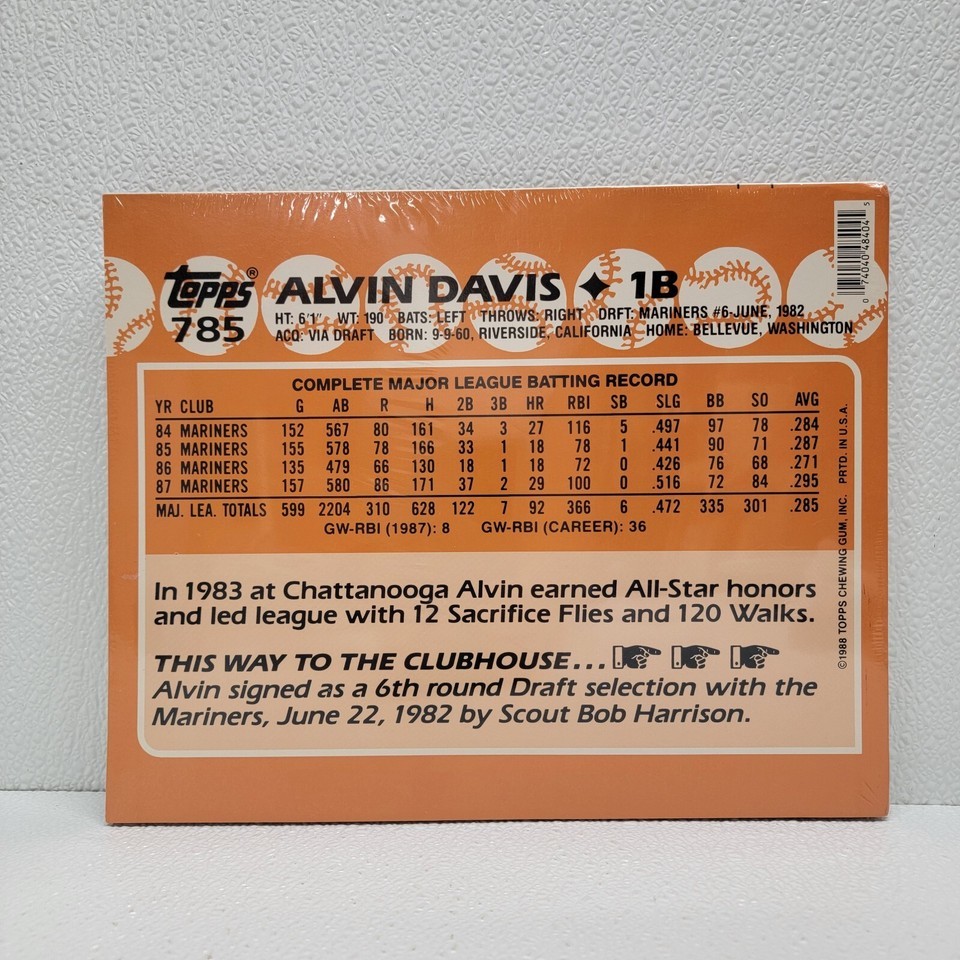 Topps®
785
ALVIN DAVIS ✦ 1B
HT: 6'1" WT: 190 BATS: LEFT THROWS: RIGHT DRFT: MARINERS #6-JUNE, 1982
ACQ: VIA DRAFT BORN: 9-9-60, RIVERSIDE, CALIFORNIA HOME: BELLEVUE, WASHINGTON
COMPLETE MAJOR LEAGUE BATTING RECORD
YR CLUB G AB R H 2B 3B HR RBI SB SLG BB SO AVG
84 MARINERS 152 567 80 161 34 3 27 116 5 .497 97 78 .284
85 MARINERS 155 578 78 166 33 1 18 78 1 .441 90 71 .287
86 MARINERS 135 479 66 130 18 1 18 72 0 .426 76 68 .271
87 MARINERS 157 580 86 171 37 2 29 100 0 .516 72 84 .295
MAJ. LEA. TOTALS 599 2204 310 628 122 7 92 366 6 .472 335 301 .285
GW-RBI (1987): 8 GW-RBI (CAREER): 36
In 1983 at Chattanooga Alvin earned All-Star honors
and led league with 12 Sacrifice Flies and 120 Walks.
THIS WAY TO THE CLUBHOUSE...
Alvin signed as a 6th round Draft selection with the
Mariners, June 22, 1982 by Scout Bob Harrison.
©1988 TOPPS CHEWING GUM, INC. PRTD. IN U.S.A.
0 74040 48404 5